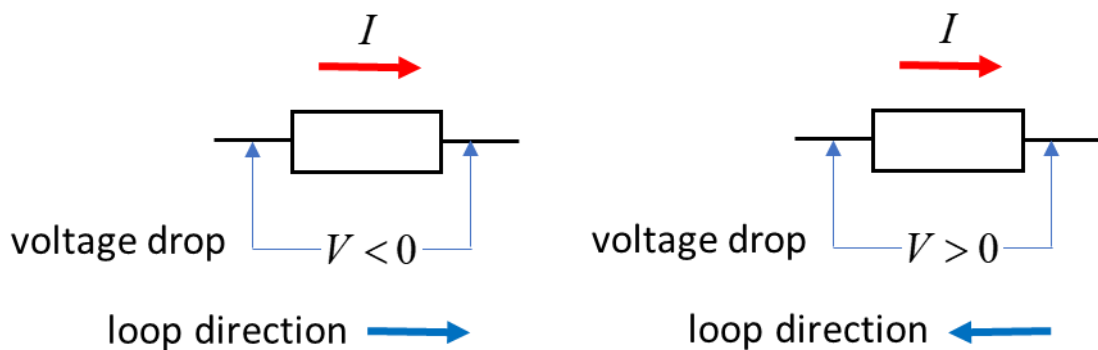 I
voltage drop V < 0
loop direction
I
voltage drop V > 0
loop direction